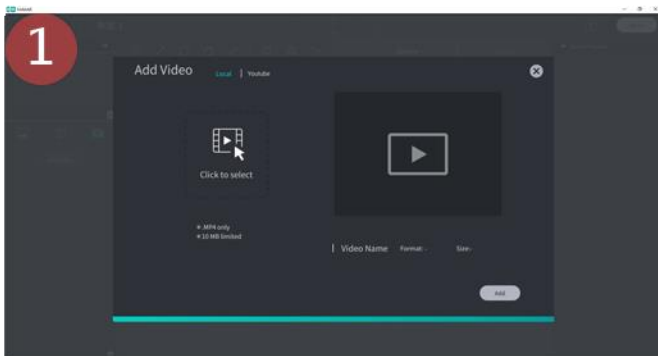 1
Add Video Local | Youtube
Click to select
※ .MP4 only
※ 10 MB limited
| Video Name Format: - Size: -
Add